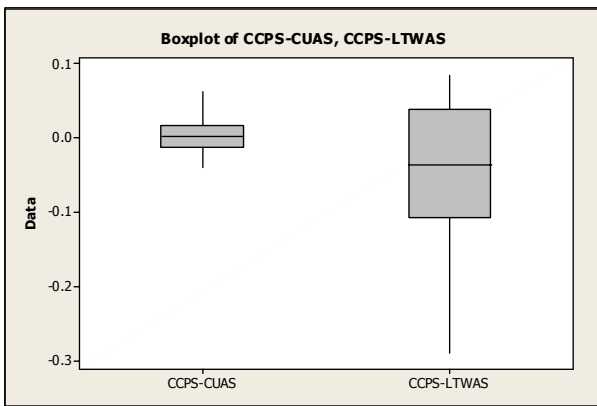 Boxplot of CCPS-CUAS, CCPS-LTWAS
0.1
0.0
-0.1
-0.2
-0.3
Data
CCPS-CUAS
CCPS-LTWAS